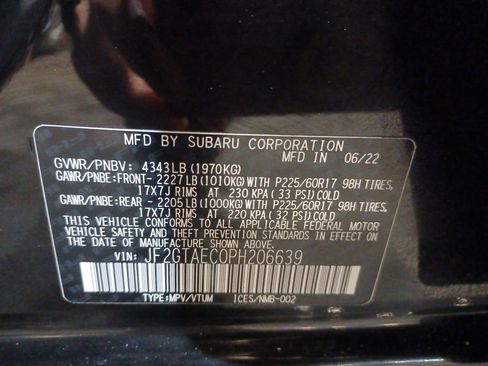 MFD BY SUBARU CORPORATION
GVWR/PNBV: 4343LB(1970KG) MFD IN 06/22
GAWR/PNBE:FRONT-2227LB(1010KG)WITH P225/60R17 98H TIRES,
17X7J RIMS AT 230 KPA(33 PSI)COLD
GAWR/PNBE:REAR -2205LB(1000KG)WITH P225/60R17 98H TIRES,
17X7J RIMS AT 220 KPA(32 PSI)COLD
THIS VEHICLE CONFORMS TO ALL APPLICABLE FEDERAL MOTOR
VEHICLE SAFETY AND THEFT PREVENTION STANDARDS IN EFFECT
ON THE DATE OF MANUFACTURE SHOWN ABOVE.
VIN: JF2GTAEC0PH206639
TYPE:MPV/VTUM ICES/NMB-002